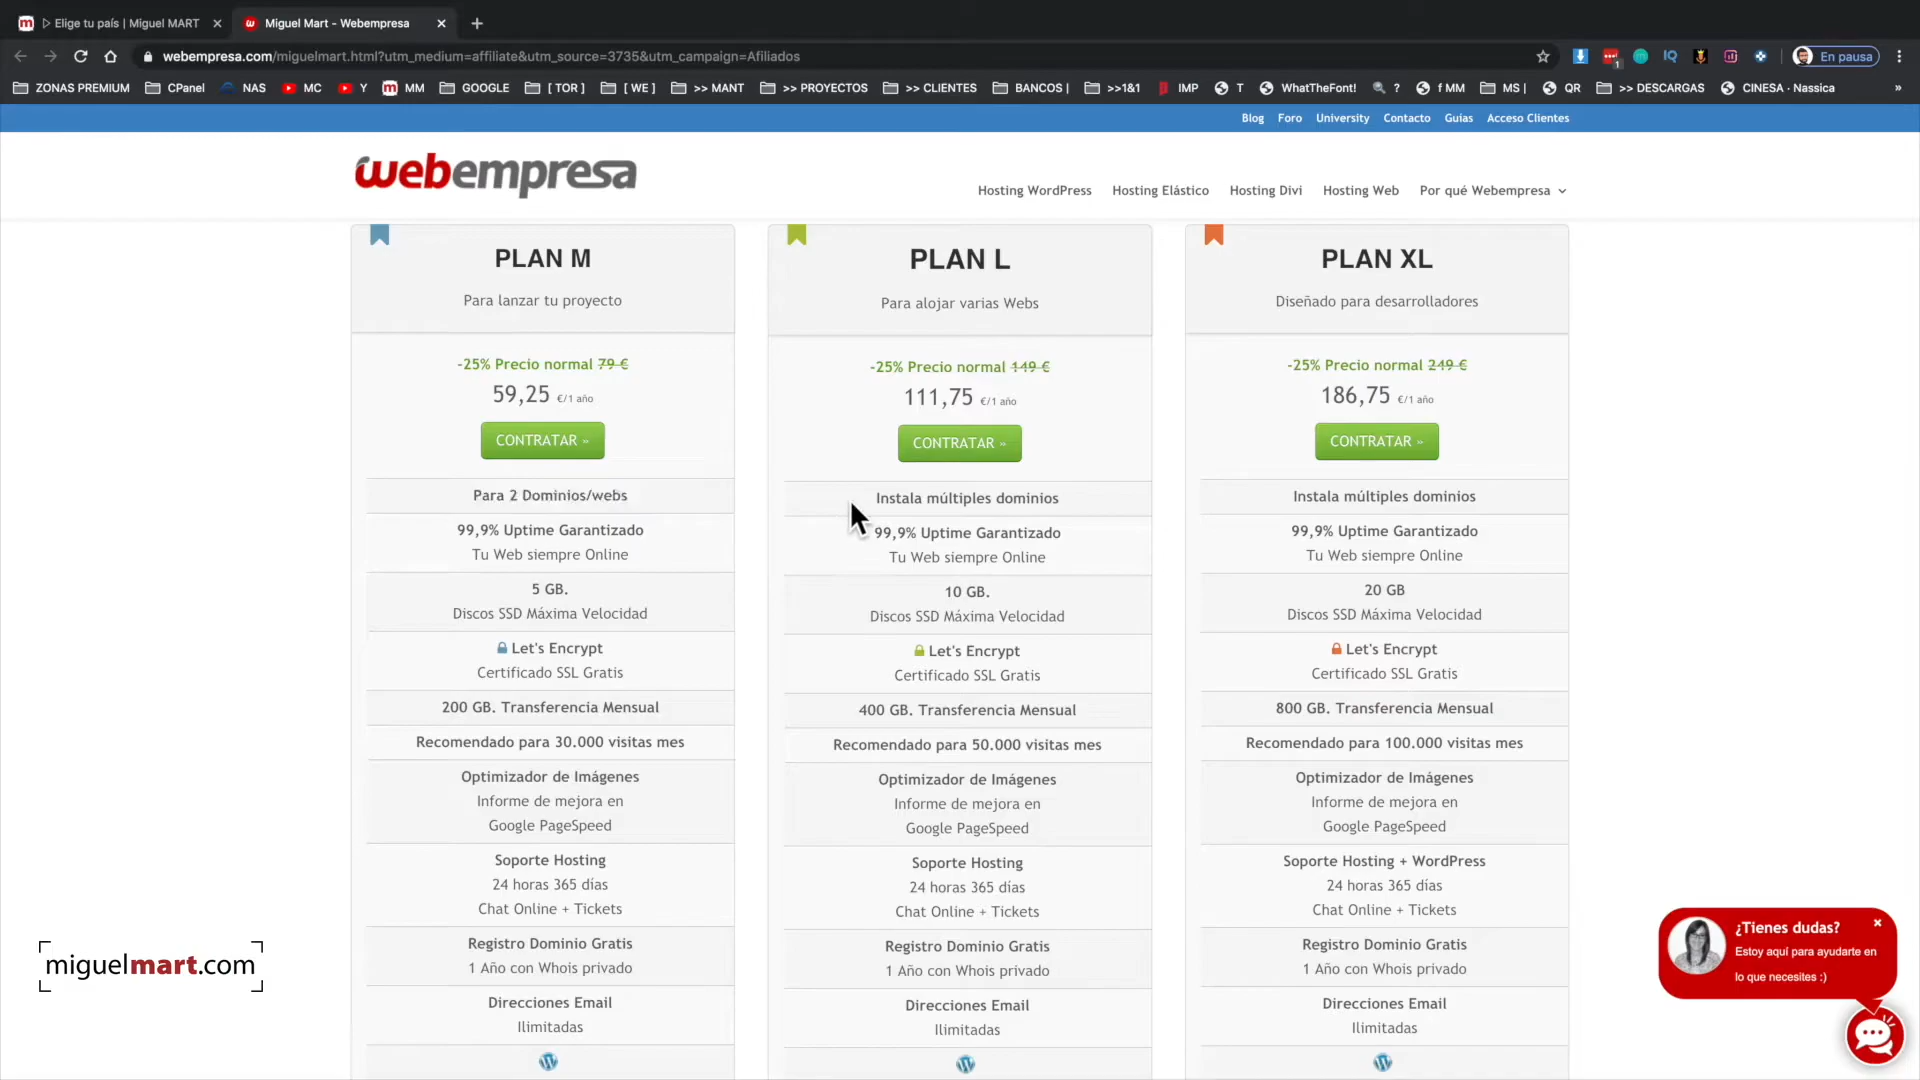 Elige tu país | Miguel MART
Miguel Mart - Webempresa
webempresa.com/miguelmart.html?utm_medium=affiliate&utm_source=3735&utm_campaign=Afiliados
En pausa
ZONAS PREMIUM
CPanel
NAS
MC
Y
MM
GOOGLE
[ TOR ]
[ WE ]
>> MANT
>> PROYECTOS
>> CLIENTES
BANCOS |
>>1&1
IMP
T
WhatTheFont!
?
f MM
MS |
QR
>> DESCARGAS
CINESA · Nassica
»
Blog Foro University Contacto Guias Acceso Clientes
webempresa
Hosting WordPress Hosting Elástico Hosting Divi Hosting Web Por qué Webempresa
PLAN M
Para lanzar tu proyecto
-25% Precio normal 79 €
59,25 €/1 año
CONTRATAR »
Para 2 Dominios/webs
99,9% Uptime Garantizado
Tu Web siempre Online
5 GB.
Discos SSD Máxima Velocidad
Let's Encrypt
Certificado SSL Gratis
200 GB. Transferencia Mensual
Recomendado para 30.000 visitas mes
Optimizador de Imágenes
Informe de mejora en
Google PageSpeed
Soporte Hosting
24 horas 365 días
Chat Online + Tickets
Registro Dominio Gratis
1 Año con Whois privado
Direcciones Email
Ilimitadas
PLAN L
Para alojar varias Webs
-25% Precio normal 149 €
111,75 €/1 año
CONTRATAR »
Instala múltiples dominios
99,9% Uptime Garantizado
Tu Web siempre Online
10 GB.
Discos SSD Máxima Velocidad
Let's Encrypt
Certificado SSL Gratis
400 GB. Transferencia Mensual
Recomendado para 50.000 visitas mes
Optimizador de Imágenes
Informe de mejora en
Google PageSpeed
Soporte Hosting
24 horas 365 días
Chat Online + Tickets
Registro Dominio Gratis
1 Año con Whois privado
Direcciones Email
Ilimitadas
PLAN XL
Diseñado para desarrolladores
-25% Precio normal 249 €
186,75 €/1 año
CONTRATAR »
Instala múltiples dominios
99,9% Uptime Garantizado
Tu Web siempre Online
20 GB
Discos SSD Máxima Velocidad
Let's Encrypt
Certificado SSL Gratis
800 GB. Transferencia Mensual
Recomendado para 100.000 visitas mes
Optimizador de Imágenes
Informe de mejora en
Google PageSpeed
Soporte Hosting + WordPress
24 horas 365 días
Chat Online + Tickets
Registro Dominio Gratis
1 Año con Whois privado
Direcciones Email
Ilimitadas
miguelmart.com
¿Tienes dudas?
Estoy aquí para ayudarte en
lo que necesites :)